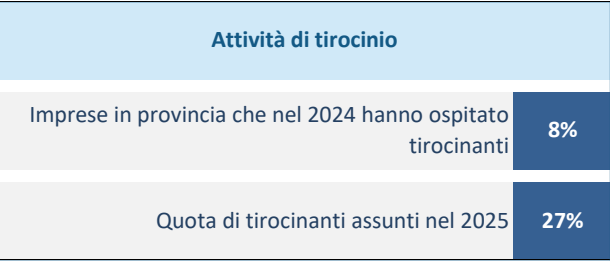 Attività di tirocinio
Imprese in provincia che nel 2024 hanno ospitato
tirocinanti
8%
Quota di tirocinanti assunti nel 2025
27%